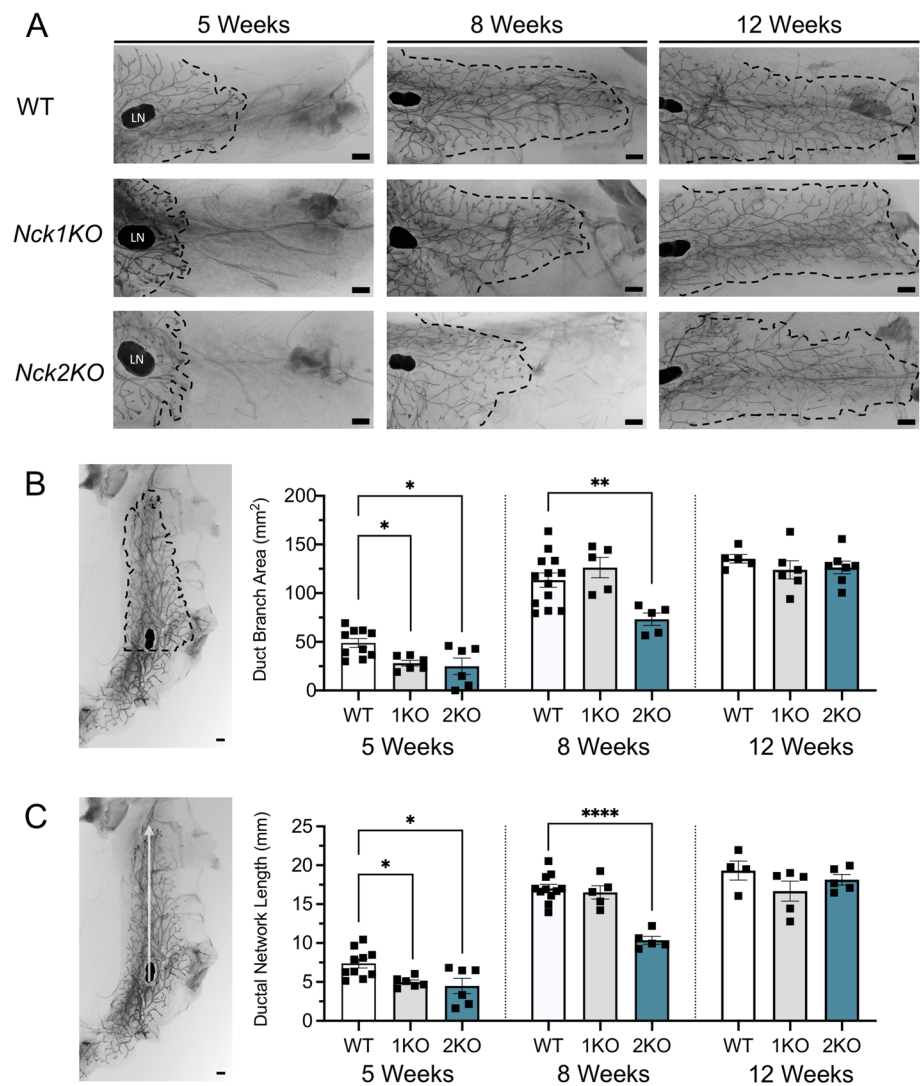 A
5 Weeks 8 Weeks 12 Weeks
WT
LN
Nck1KO
LN
Nck2KO
LN
B
Duct Branch Area (mm²)
200
150
100
50
0
* * **
WT 1KO 2KO WT 1KO 2KO WT 1KO 2KO
5 Weeks 8 Weeks 12 Weeks
C
Ductal Network Length (mm)
25
20
15
10
5
0
* * ****
WT 1KO 2KO WT 1KO 2KO WT 1KO 2KO
5 Weeks 8 Weeks 12 Weeks